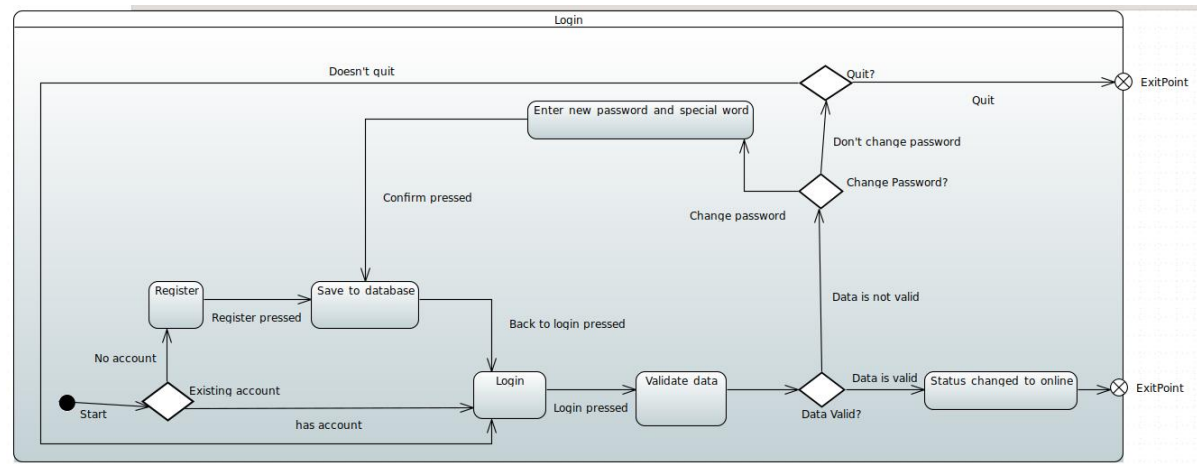 Login
Doesn't quit
Quit?
ExitPoint
Quit
Enter new password and special word
Don't change password
Change Password?
Confirm pressed
Change password
Register
Save to database
Data is not valid
Register pressed
Back to login pressed
No account
Existing account
Login
Validate data
Data is valid
Status changed to online
ExitPoint
Start
Login pressed
Data Valid?
has account